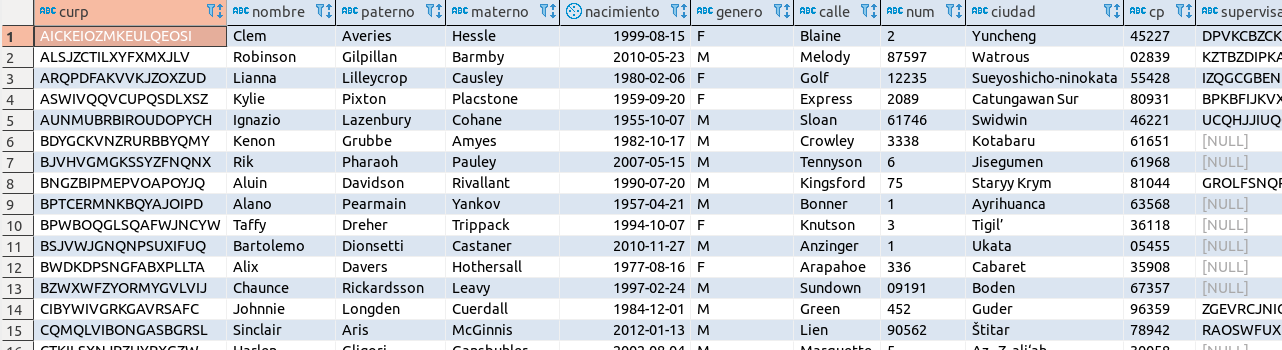 ABC curp ABC nombre ABC paterno ABC materno nacimiento ABC genero ABC calle ABC num ABC ciudad ABC cp ABC supervisa
1 AICKEIOZMKEULQEOSI Clem Averies Hessle 1999-08-15 F Blaine 2 Yuncheng 45227 DPVKCBZCK
2 ALSJZCTILXYFXMXJLV Robinson Gilpillan Barmby 2010-05-23 M Melody 87597 Watrous 02839 KZTBZDIPKA
3 ARQPDFAKVVKJZOXZUD Lianna Lilleycrop Causley 1980-02-06 F Golf 12235 Sueyoshicho-ninokata 55428 IZQGCGBEN
4 ASWIVQQVCUPQSDLXSZ Kylie Pixton Placstone 1959-09-20 F Express 2089 Catungawan Sur 80931 BPKBFIJKVX
5 AUNMUBRBIROUDOPYCH Ignazio Lazenbury Cohane 1955-10-07 M Sloan 61746 Swidwin 46221 UCQHJJIUQ
6 BDYGCKVNZRURBBYQMY Kenon Grubbe Amyes 1982-10-17 M Crowley 3338 Kotabaru 61651 [NULL]
7 BJVHVGMGKSSYZFNQNX Rik Pharaoh Pauley 2007-05-15 M Tennyson 6 Jisegumen 61968 [NULL]
8 BNGZBIPMEPVOAPOYJQ Aluin Davidson Rivallant 1990-07-20 M Kingsford 75 Staryy Krym 81044 GROLFSNQF
9 BPTCERMNKBQYAJOIPD Alano Pearmain Yankov 1957-04-21 M Bonner 1 Ayrihuanca 63568 [NULL]
10 BPWBOQGLSQAFWJNCYW Taffy Dreher Trippack 1994-10-07 F Knutson 3 Tigil’ 36118 [NULL]
11 BSJVWJGNQNPSUXIFUQ Bartolemo Dionsetti Castaner 2010-11-27 M Anzinger 1 Ukata 05455 [NULL]
12 BWDKDPSNGFABXPLLTA Alix Davers Hothersall 1977-08-16 F Arapahoe 336 Cabaret 35908 [NULL]
13 BZWXWFZYORMYGVLVIJ Chaunce Rickardsson Leavy 1997-02-24 M Sundown 09191 Boden 67357 [NULL]
14 CIBYWIVGRKGAVRSAFC Johnnie Longden Cuerdall 1984-12-01 M Green 452 Guder 96359 ZGEVRCJNIC
15 CQMQLVIBONGASBGRSL Sinclair Aris McGinnis 2012-01-13 M Lien 90562 Štitar 78942 RAOSWFUX